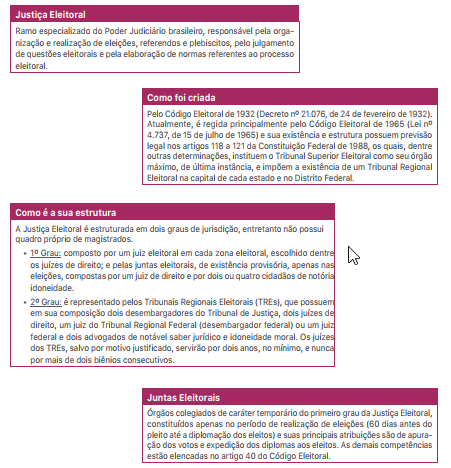 Justiça Eleitoral
Ramo especializado do Poder Judiciário brasileiro, responsável pela orga-
nização e realização de eleições, referendos e plebiscitos, pelo julgamento
de questões eleitorais e pela elaboração de normas referentes ao processo
eleitoral.
Como foi criada
Pelo Código Eleitoral de 1932 (Decreto nº 21.076, de 24 de fevereiro de 1932).
Atualmente, é regida principalmente pelo Código Eleitoral de 1965 (Lei nº
4.737, de 15 de julho de 1965) e sua existência e estrutura possuem previsão
legal nos artigos 118 a 121 da Constituição Federal de 1988, os quais, dentre
outras determinações, instituem o Tribunal Superior Eleitoral como seu órgão
máximo, de última instância, e impõem a existência de um Tribunal Regional
Eleitoral na capital de cada estado e no Distrito Federal.
Como é a sua estrutura
A Justiça Eleitoral é estruturada em dois graus de jurisdição, entretanto não possui
quadro próprio de magistrados.
• 1º Grau: composto por um juiz eleitoral em cada zona eleitoral, escolhido dentre
os juízes de direito; e pelas juntas eleitorais, de existência provisória, apenas nas
eleições, compostas por um juiz de direito e por dois ou quatro cidadãos de notória
idoneidade.
• 2º Grau: é representado pelos Tribunais Regionais Eleitorais (TREs), que possuem
em sua composição dois desembargadores do Tribunal de Justiça, dois juízes de
direito, um juiz do Tribunal Regional Federal (desembargador federal) ou um juiz
federal e dois advogados de notável saber jurídico e idoneidade moral. Os juízes
dos TREs, salvo por motivo justificado, servirão por dois anos, no mínimo, e nunca
por mais de dois biênios consecutivos.
Juntas Eleitorais
Órgãos colegiados de caráter temporário do primeiro grau da Justiça Eleitoral,
constituídos apenas no período de realização de eleições (60 dias antes do
pleito até a diplomação dos eleitos) e suas principais atribuições são de apura-
ção dos votos e expedição dos diplomas aos eleitos. As demais competências
estão elencadas no artigo 40 do Código Eleitoral.